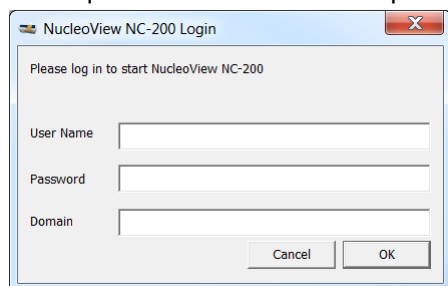 NucleoView NC-200 Login
Please log in to start NucleoView NC-200
User Name
Password
Domain
Cancel OK